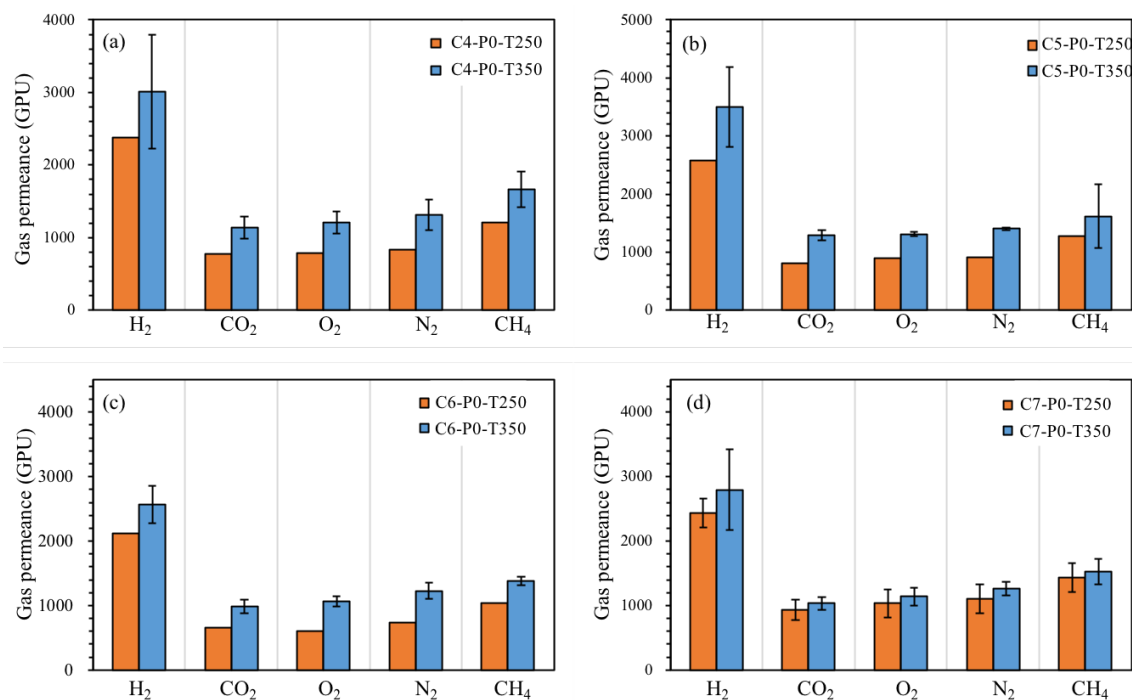 (a)
C4-P0-T250
C4-P0-T350
Gas permeance (GPU)
4000
3000
2000
1000
0
H₂ CO₂ O₂ N₂ CH₄
(b)
C5-P0-T250
C5-P0-T350
Gas permeance (GPU)
5000
4000
3000
2000
1000
0
H₂ CO₂ O₂ N₂ CH₄
(c)
C6-P0-T250
C6-P0-T350
Gas permeance (GPU)
4000
3000
2000
1000
0
H₂ CO₂ O₂ N₂ CH₄
(d)
C7-P0-T250
C7-P0-T350
Gas permeance (GPU)
4000
3000
2000
1000
0
H₂ CO₂ O₂ N₂ CH₄